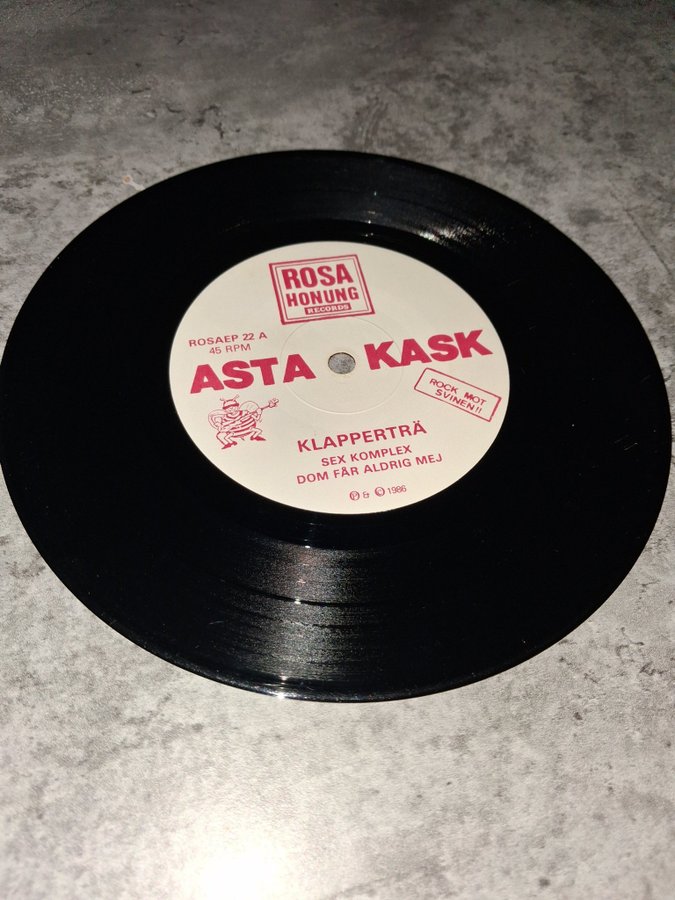 ROSA
HONUNG
RECORDS
ROSAEP 22 A
45 RPM
ASTA KASK
ROCK MOT
SVINEN!!
KLAPPERTRÄ
SEX KOMPLEX
DOM FÅR ALDRIG MEJ
℗ & © 1986